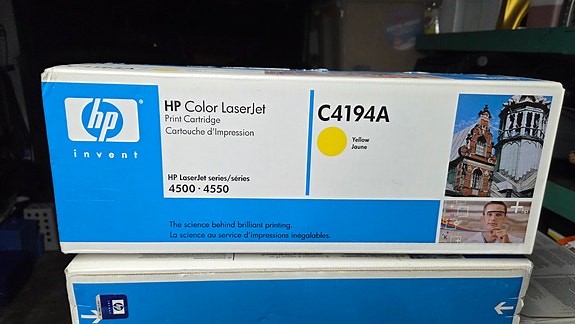 hp
invent
HP Color LaserJet
Print Cartridge
Cartouche d'Impression
HP LaserJet series/séries
4500 · 4550
C4194A
Yellow
Jaune
The science behind brilliant printing.
La science au service d'impressions inégalables.
hp